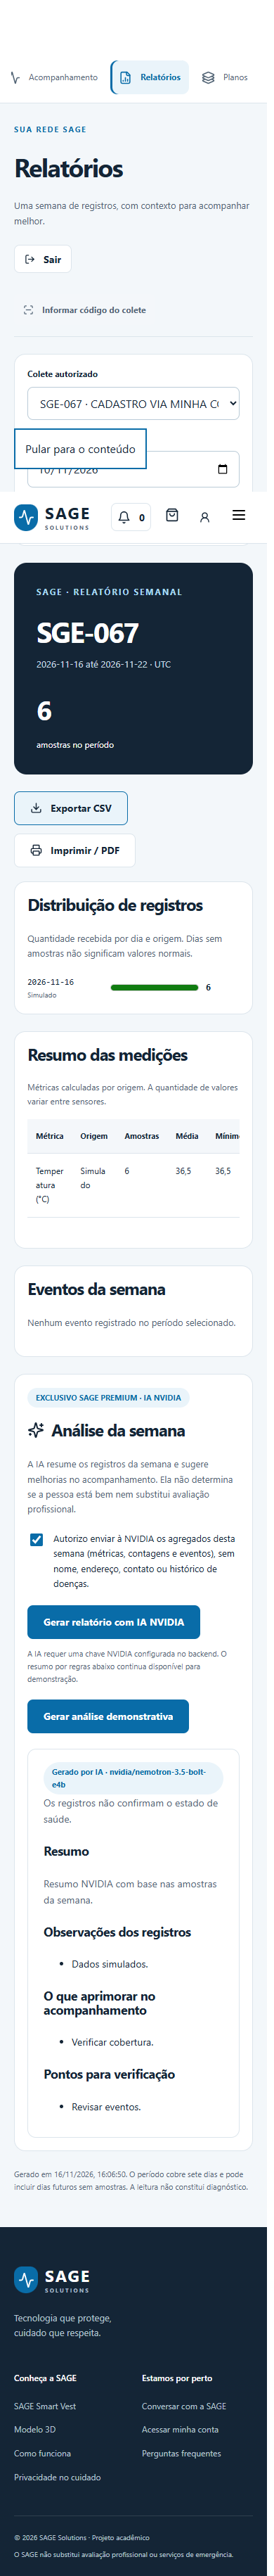 Acompanhamento
Relatórios
Planos
SUA REDE SAGE
Relatórios
Uma semana de registros, com contexto para acompanhar
melhor.
Sair
Informar código do colete
Colete autorizado
SGE-067 · CADASTRO VIA MINHA CO
Pular para o conteúdo
10/11/2026
SAGE
SOLUTIONS
0
SAGE · RELATÓRIO SEMANAL
SGE-067
2026-11-16 até 2026-11-22 · UTC
6
amostras no período
Exportar CSV
Imprimir / PDF
Distribuição de registros
Quantidade recebida por dia e origem. Dias sem
amostras não significam valores normais.
2026-11-16
Simulado
6
Resumo das medições
Métricas calculadas por origem. A quantidade de valores
variar entre sensores.
Métrica Origem Amostras Média Mínim
Temper
atura
(°C)
Simula
do
6
36,5
36,5
Eventos da semana
Nenhum evento registrado no período selecionado.
EXCLUSIVO SAGE PREMIUM · IA NVIDIA
Análise da semana
A IA resume os registros da semana e sugere
melhorias no acompanhamento. Ela não determina
se a pessoa está bem nem substitui avaliação
profissional.
Autorizo enviar à NVIDIA os agregados desta
semana (métricas, contagens e eventos), sem
nome, endereço, contato ou histórico de
doenças.
Gerar relatório com IA NVIDIA
A IA requer uma chave NVIDIA configurada no backend. O
resumo por regras abaixo continua disponível para
demonstração.
Gerar análise demonstrativa
Gerado por IA · nvidia/nemotron-3.5-bolt-
e4b
Os registros não confirmam o estado de
saúde.
Resumo
Resumo NVIDIA com base nas amostras
da semana.
Observações dos registros
• Dados simulados.
O que aprimorar no
acompanhamento
• Verificar cobertura.
Pontos para verificação
• Revisar eventos.
Gerado em 16/11/2026, 16:06:50. O período cobre sete dias e pode
incluir dias futuros sem amostras. A leitura não constitui diagnóstico.
SAGE
SOLUTIONS
Tecnologia que protege,
cuidado que respeita.
Conheça a SAGE
SAGE Smart Vest
Modelo 3D
Como funciona
Privacidade no cuidado
Estamos por perto
Conversar com a SAGE
Acessar minha conta
Perguntas frequentes
© 2026 SAGE Solutions · Projeto acadêmico
O SAGE não substitui avaliação profissional ou serviços de emergência.